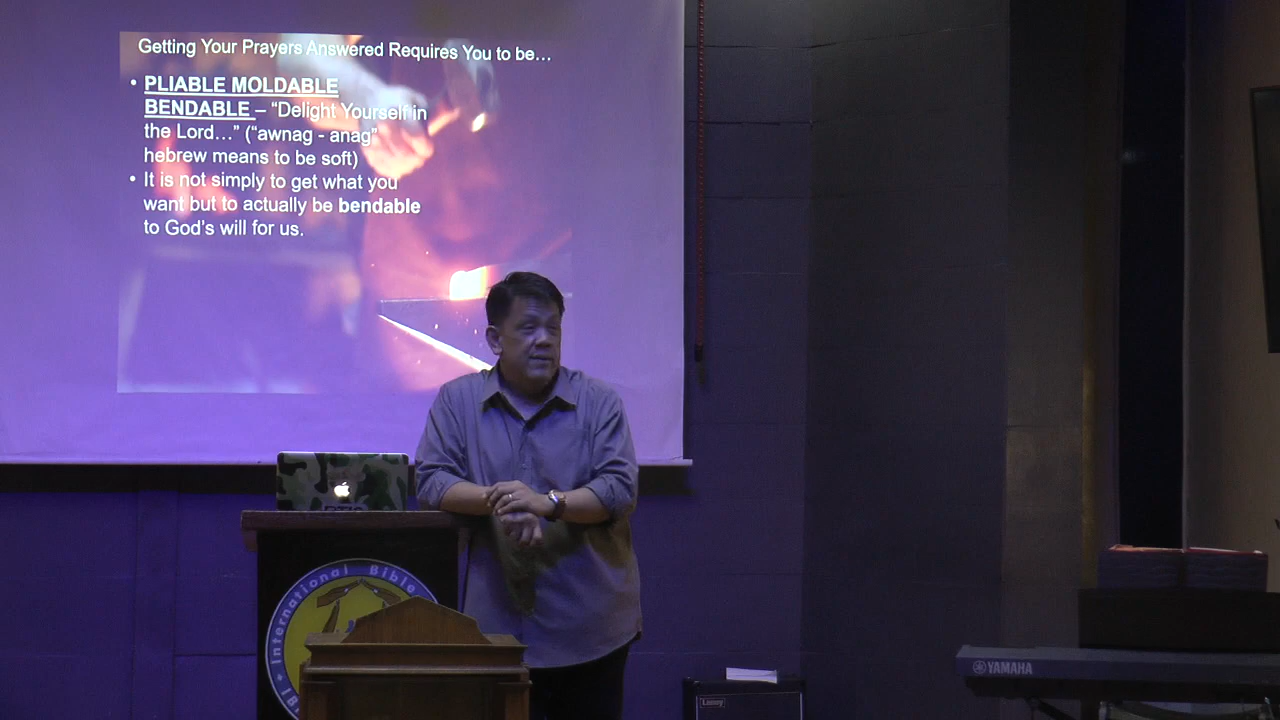 Getting Your Prayers Answered Requires You to be…
• PLIABLE MOLDABLE
BENDABLE – “Delight Yourself in
the Lord…” (“awnag - anag”
hebrew means to be soft)
• It is not simply to get what you
want but to actually be bendable
to God's will for us.
International Bible
YAMAHA
Laney